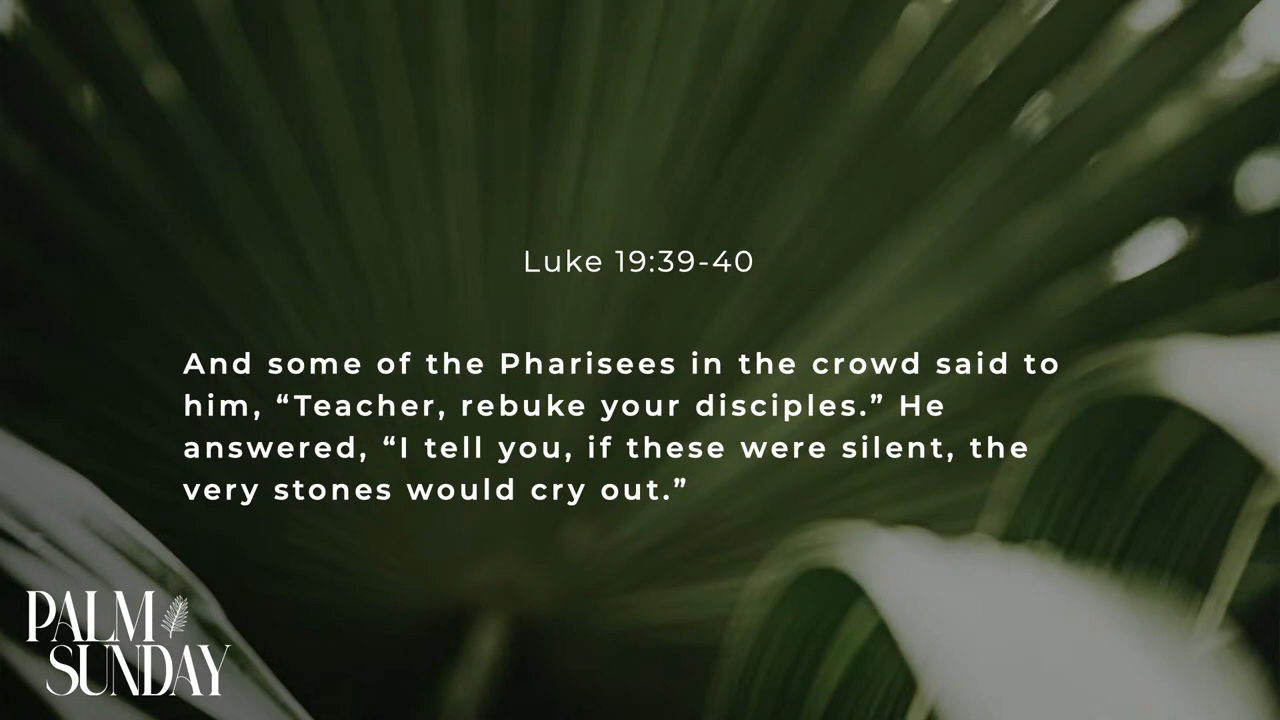 Luke 19:39-40
And some of the Pharisees in the crowd said to
him, “Teacher, rebuke your disciples.” He
answered, “I tell you, if these were silent, the
very stones would cry out.”
PALM
SUNDAY